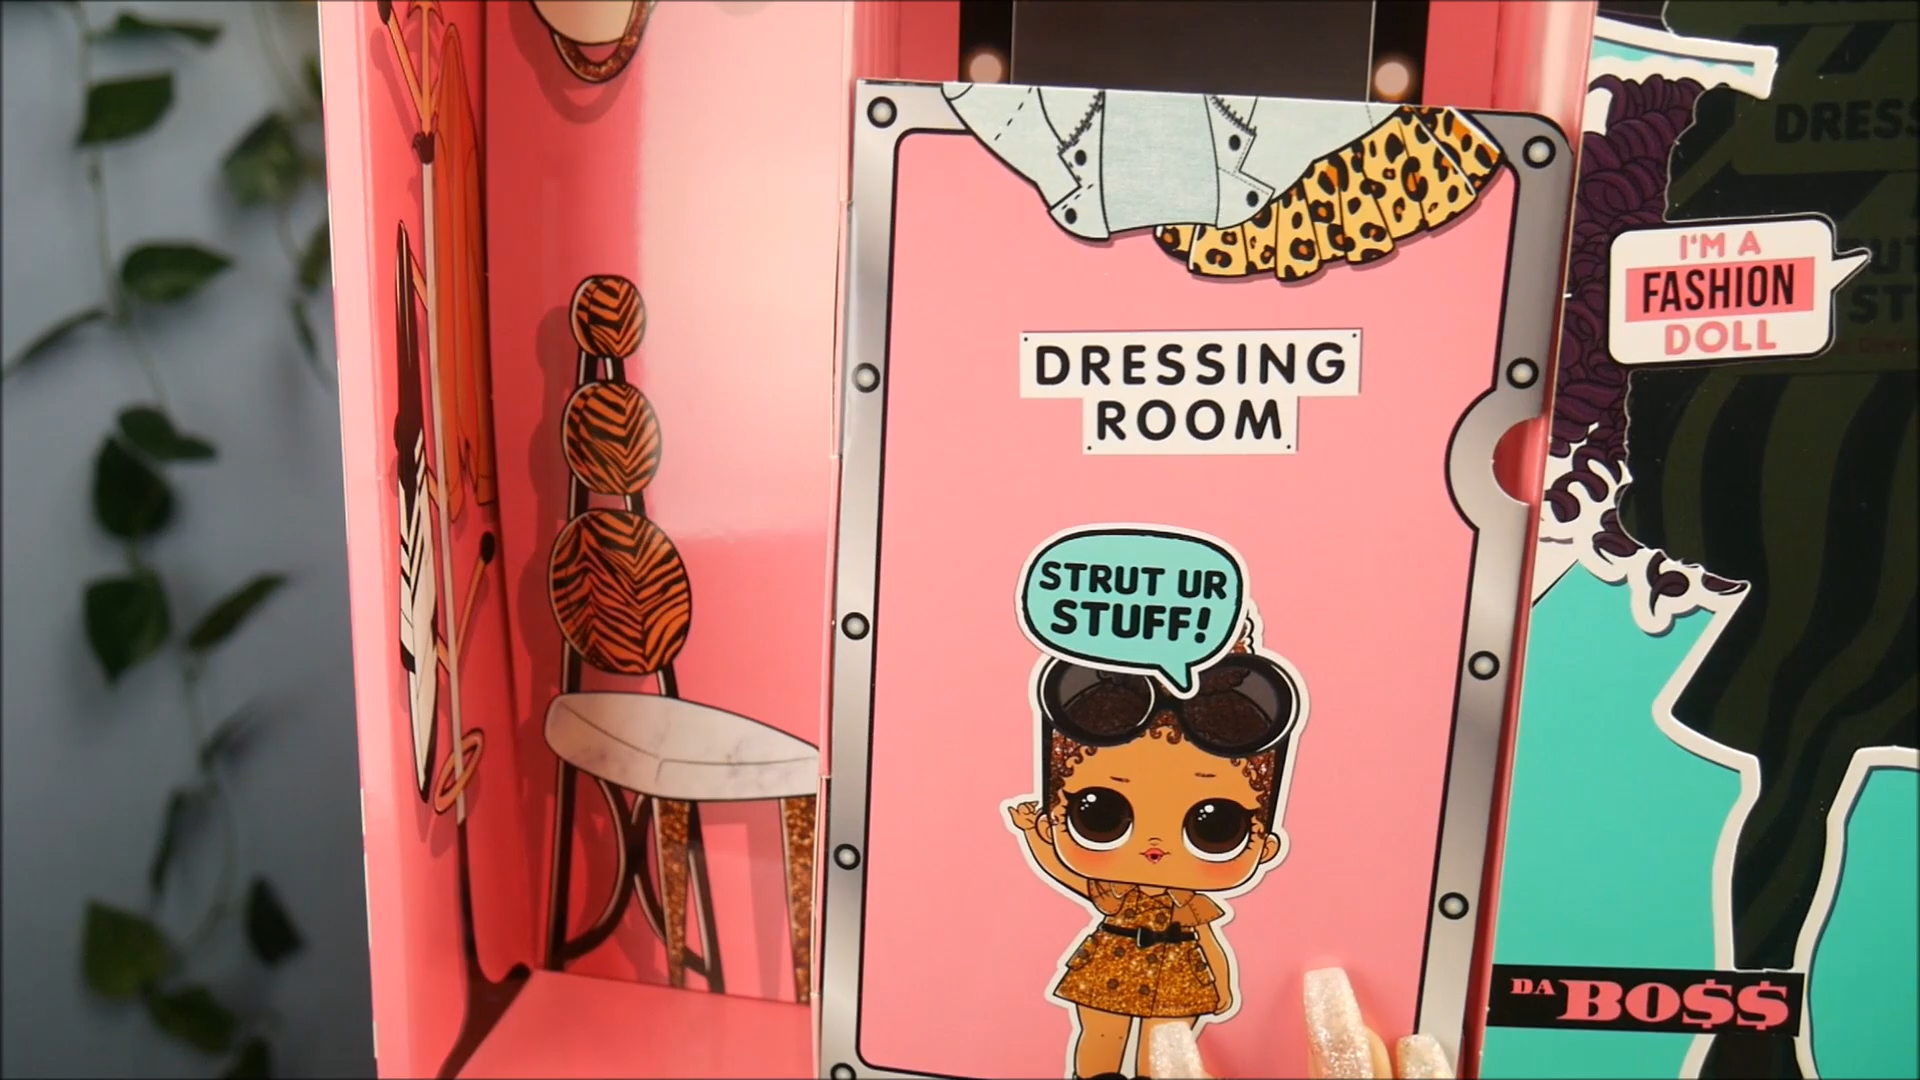 DRESSING
ROOM
STRUT UR
STUFF!
I'M A
FASHION
DOLL
DA BO$$